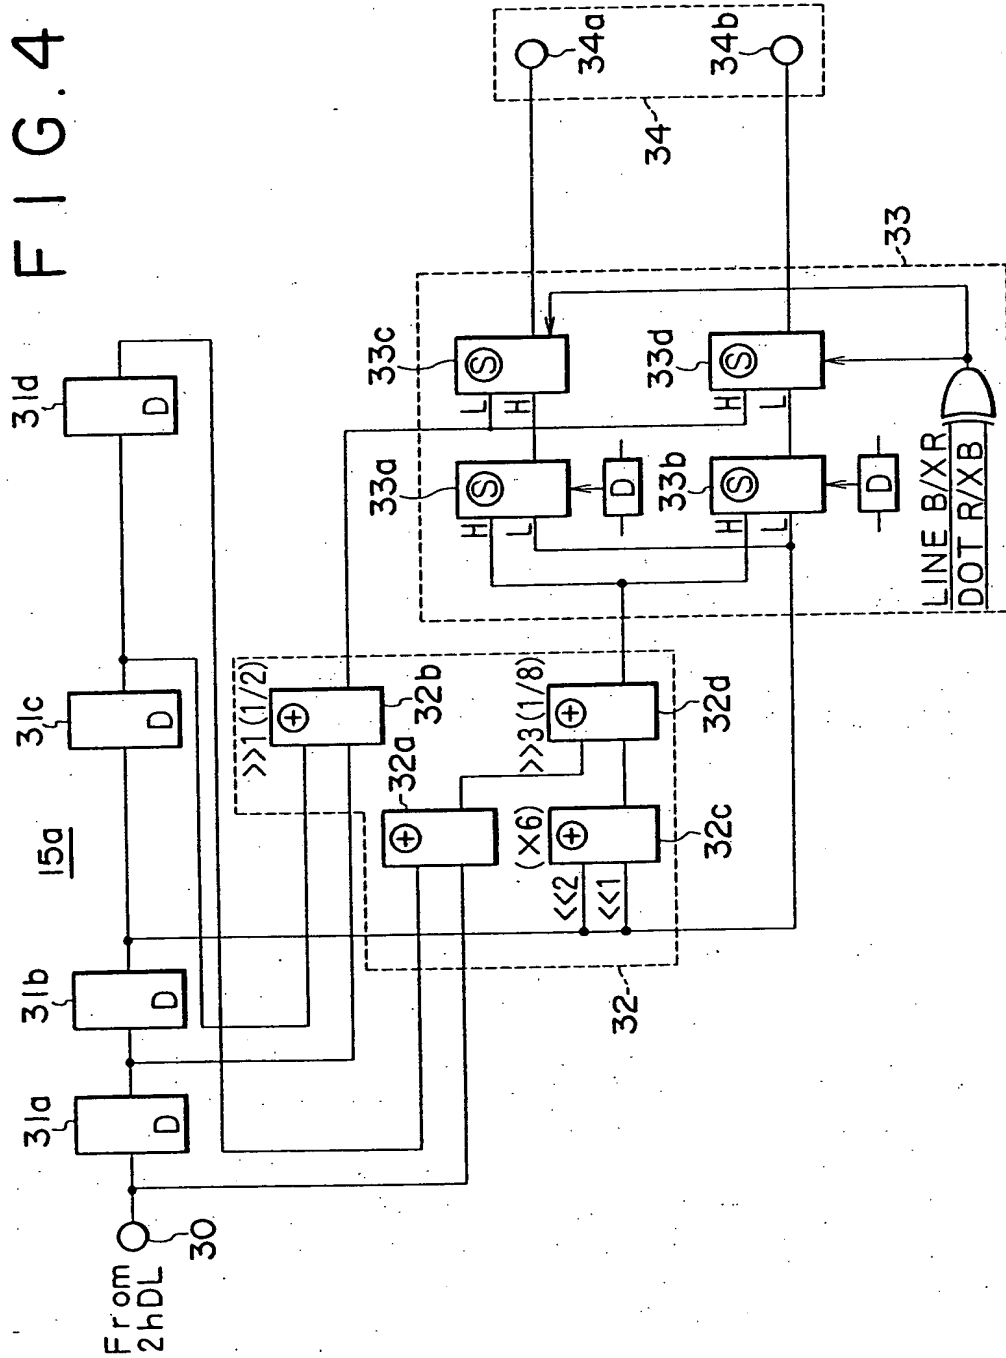 FIG.4
15a
From
2hDL
30
31a
D
31b
D
31c
D
31d
D
>>1(1/2)
⊕
32b
32a
⊕
(×6)
⊕
32c
<<2
<<1
>>3(1/8)
⊕
32d
32
33a
Ⓢ
H
L
D
33b
Ⓢ
H
L
D
33c
Ⓢ
L
H
33d
Ⓢ
H
L
LINE B/XR
DOT R/XB
33
34a
34b
34